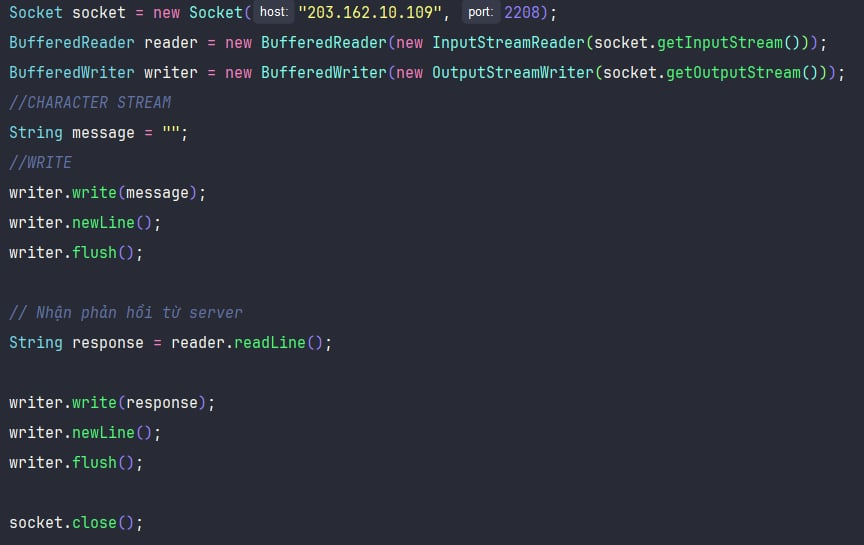 Socket socket = new Socket( host: "203.162.10.109", port: 2208);
BufferedReader reader = new BufferedReader(new InputStreamReader(socket.getInputStream()));
BufferedWriter writer = new BufferedWriter(new OutputStreamWriter(socket.getOutputStream()));
//CHARACTER STREAM
String message = "";
//WRITE
writer.write(message);
writer.newLine();
writer.flush();
// Nhận phản hồi từ server
String response = reader.readLine();
writer.write(response);
writer.newLine();
writer.flush();
socket.close();